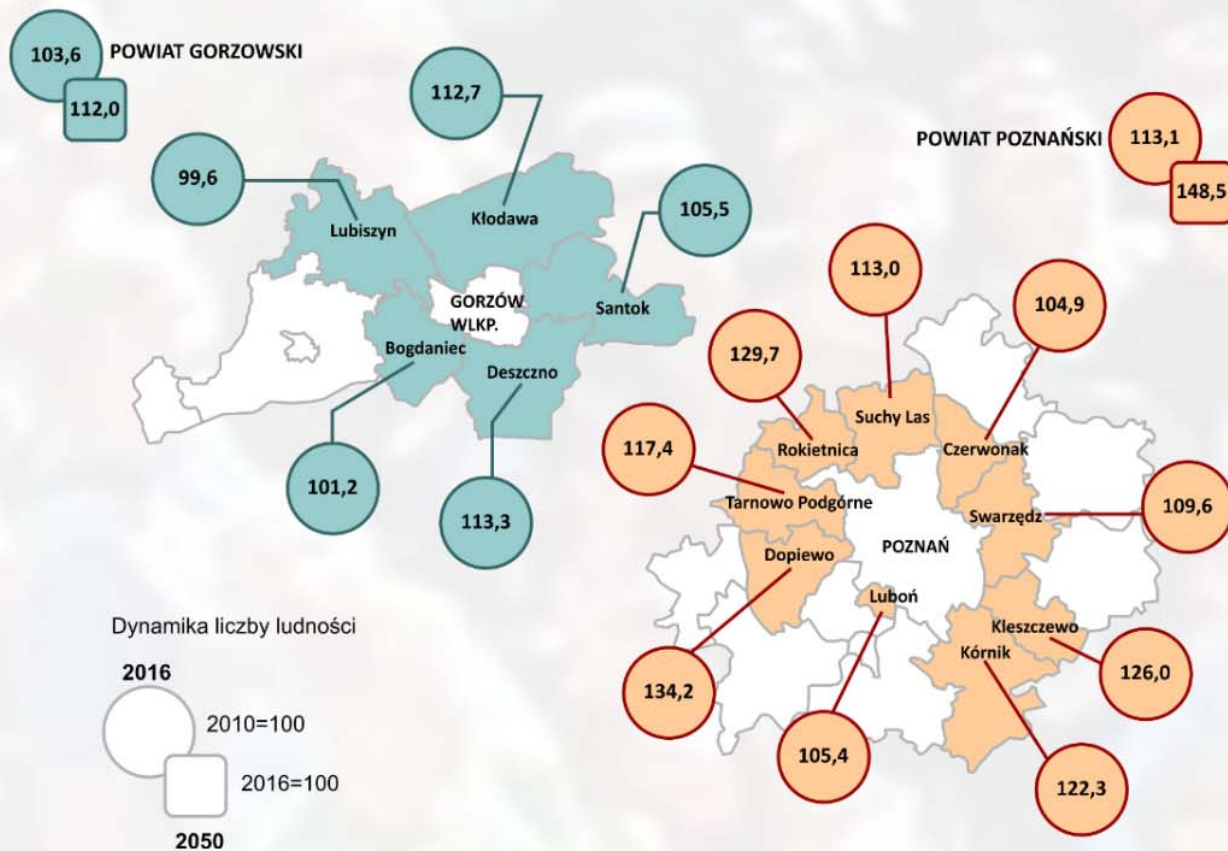 103,6
POWIAT GORZOWSKI
112,0
112,7
99,6
105,5
Lubiszyn
Kłodawa
Santok
GORZÓW
WLKP.
Bogdaniec
Deszczno
101,2
113,3
POWIAT POZNAŃSKI
113,1
148,5
113,0
104,9
129,7
117,4
Suchy Las
Rokietnica
Czerwonak
Tarnowo Podgórne
Swarzędz
109,6
POZNAŃ
Dopiewo
Luboń
Kleszczewo
Kórnik
134,2
105,4
126,0
122,3
Dynamika liczby ludności
2016
2010=100
2016=100
2050